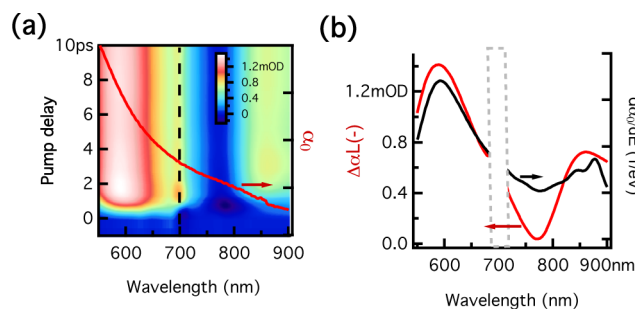 (a)
10ps
8
6
4
2
0
Pump delay
1.2mOD
0.8
0.4
0
α₀
600
700
800
900
Wavelength (nm)
(b)
1.2mOD
0.8
0.4
0.0
ΔαL(-)
600
700
800
900nm
Wavelength (nm)